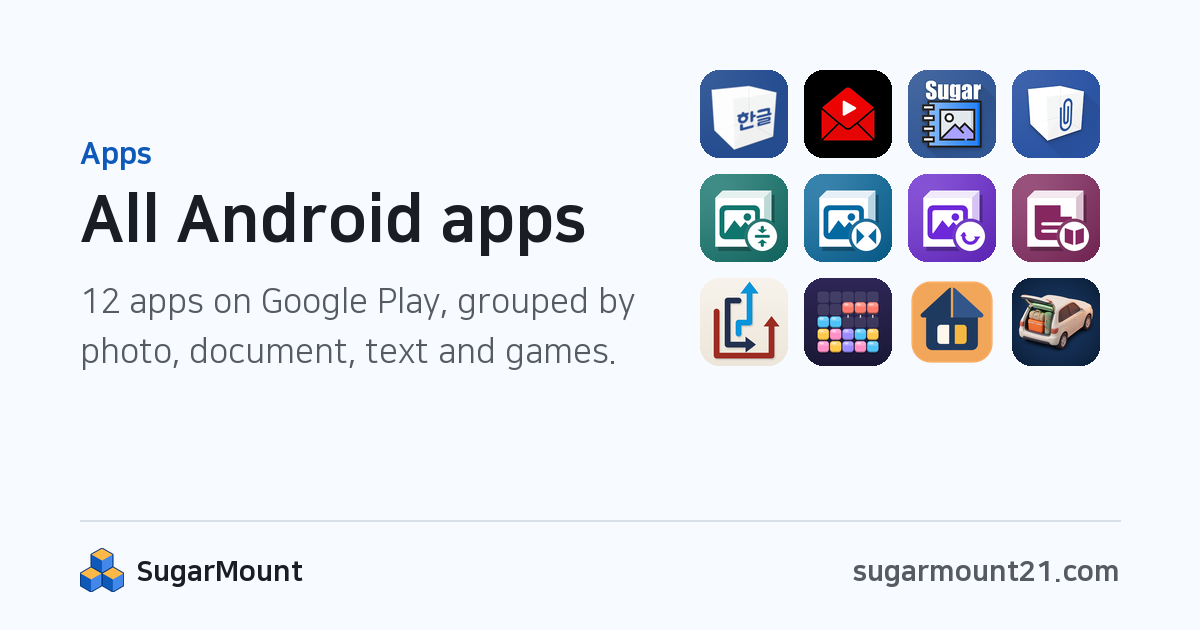 Apps
All Android apps
12 apps on Google Play, grouped by
photo, document, text and games.
한글
Sugar
SugarMount
sugarmount21.com